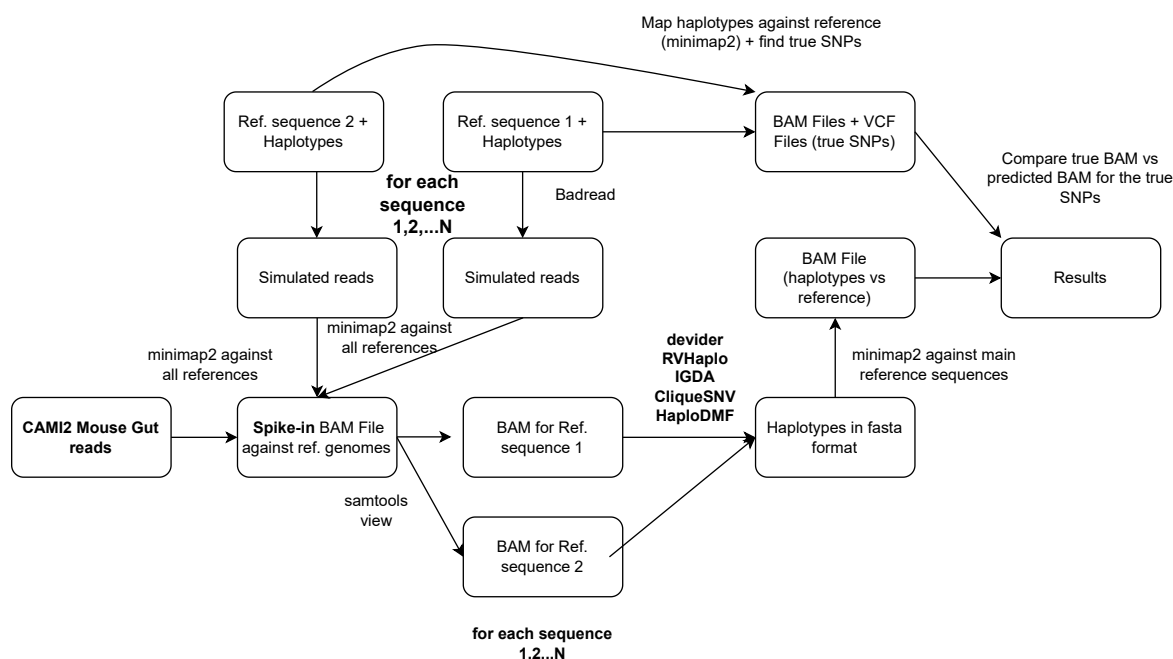 Map haplotypes against reference
(minimap2) + find true SNPs
Ref. sequence 2 +
Haplotypes
Ref. sequence 1 +
Haplotypes
BAM Files + VCF
Files (true SNPs)
for each
sequence
1,2,...N
Badread
Compare true BAM vs
predicted BAM for the true
SNPs
Simulated reads
Simulated reads
BAM File
(haplotypes vs
reference)
Results
minimap2 against
all references
minimap2 against
all references
devider
RVHaplo
IGDA
CliqueSNV
HaploDMF
minimap2 against main
reference sequences
CAMI2 Mouse Gut
reads
Spike-in BAM File
against ref. genomes
BAM for Ref.
sequence 1
Haplotypes in fasta
format
samtools
view
BAM for Ref.
sequence 2
for each sequence
1,2...N